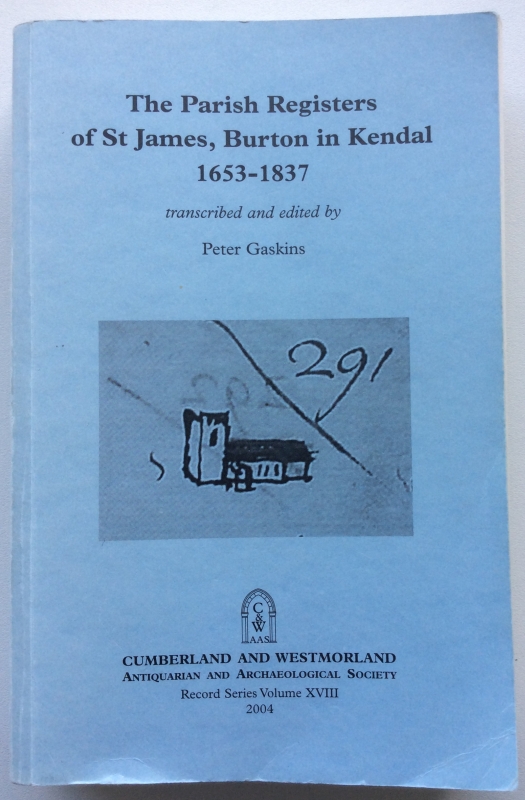 The Parish Registers
of St James, Burton in Kendal
1653-1837
transcribed and edited by
Peter Gaskins
291
292
C
&
W
AAS
CUMBERLAND AND WESTMORLAND
ANTIQUARIAN AND ARCHAEOLOGICAL SOCIETY
Record Series Volume XVIII
2004